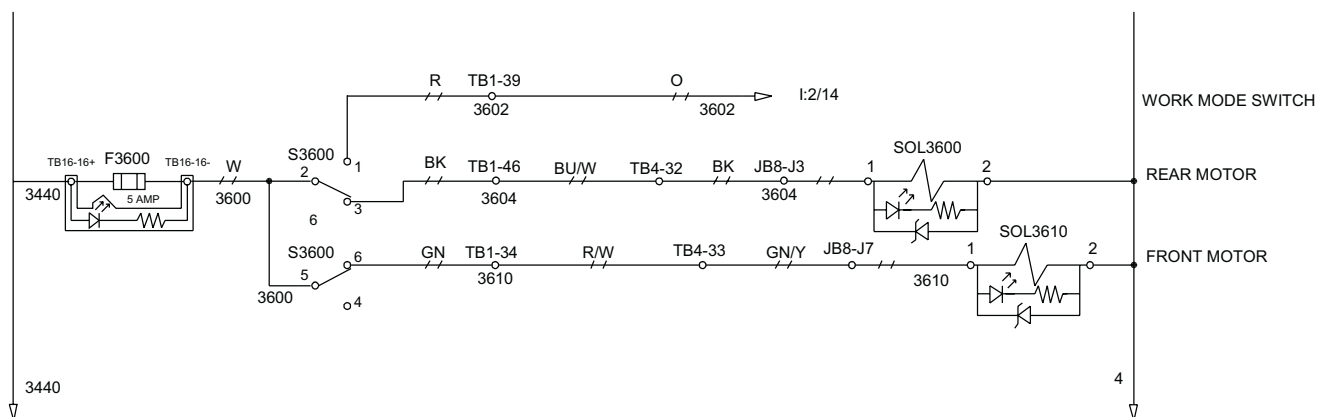 R TB1-39 O
3602 3602 I:2/14
WORK MODE SWITCH
TB16-16+ F3600 TB16-16- W S3600 1
3440 5 AMP 3600 2 3
BK TB1-46 BU/W TB4-32 BK JB8-J3 1 SOL3600 2 REAR MOTOR
3604 3604
6
S3600 6 GN TB1-34 R/W TB4-33 GN/Y JB8-J7 1 SOL3610 2 FRONT MOTOR
5 3610 3610
3600 4
3440 4